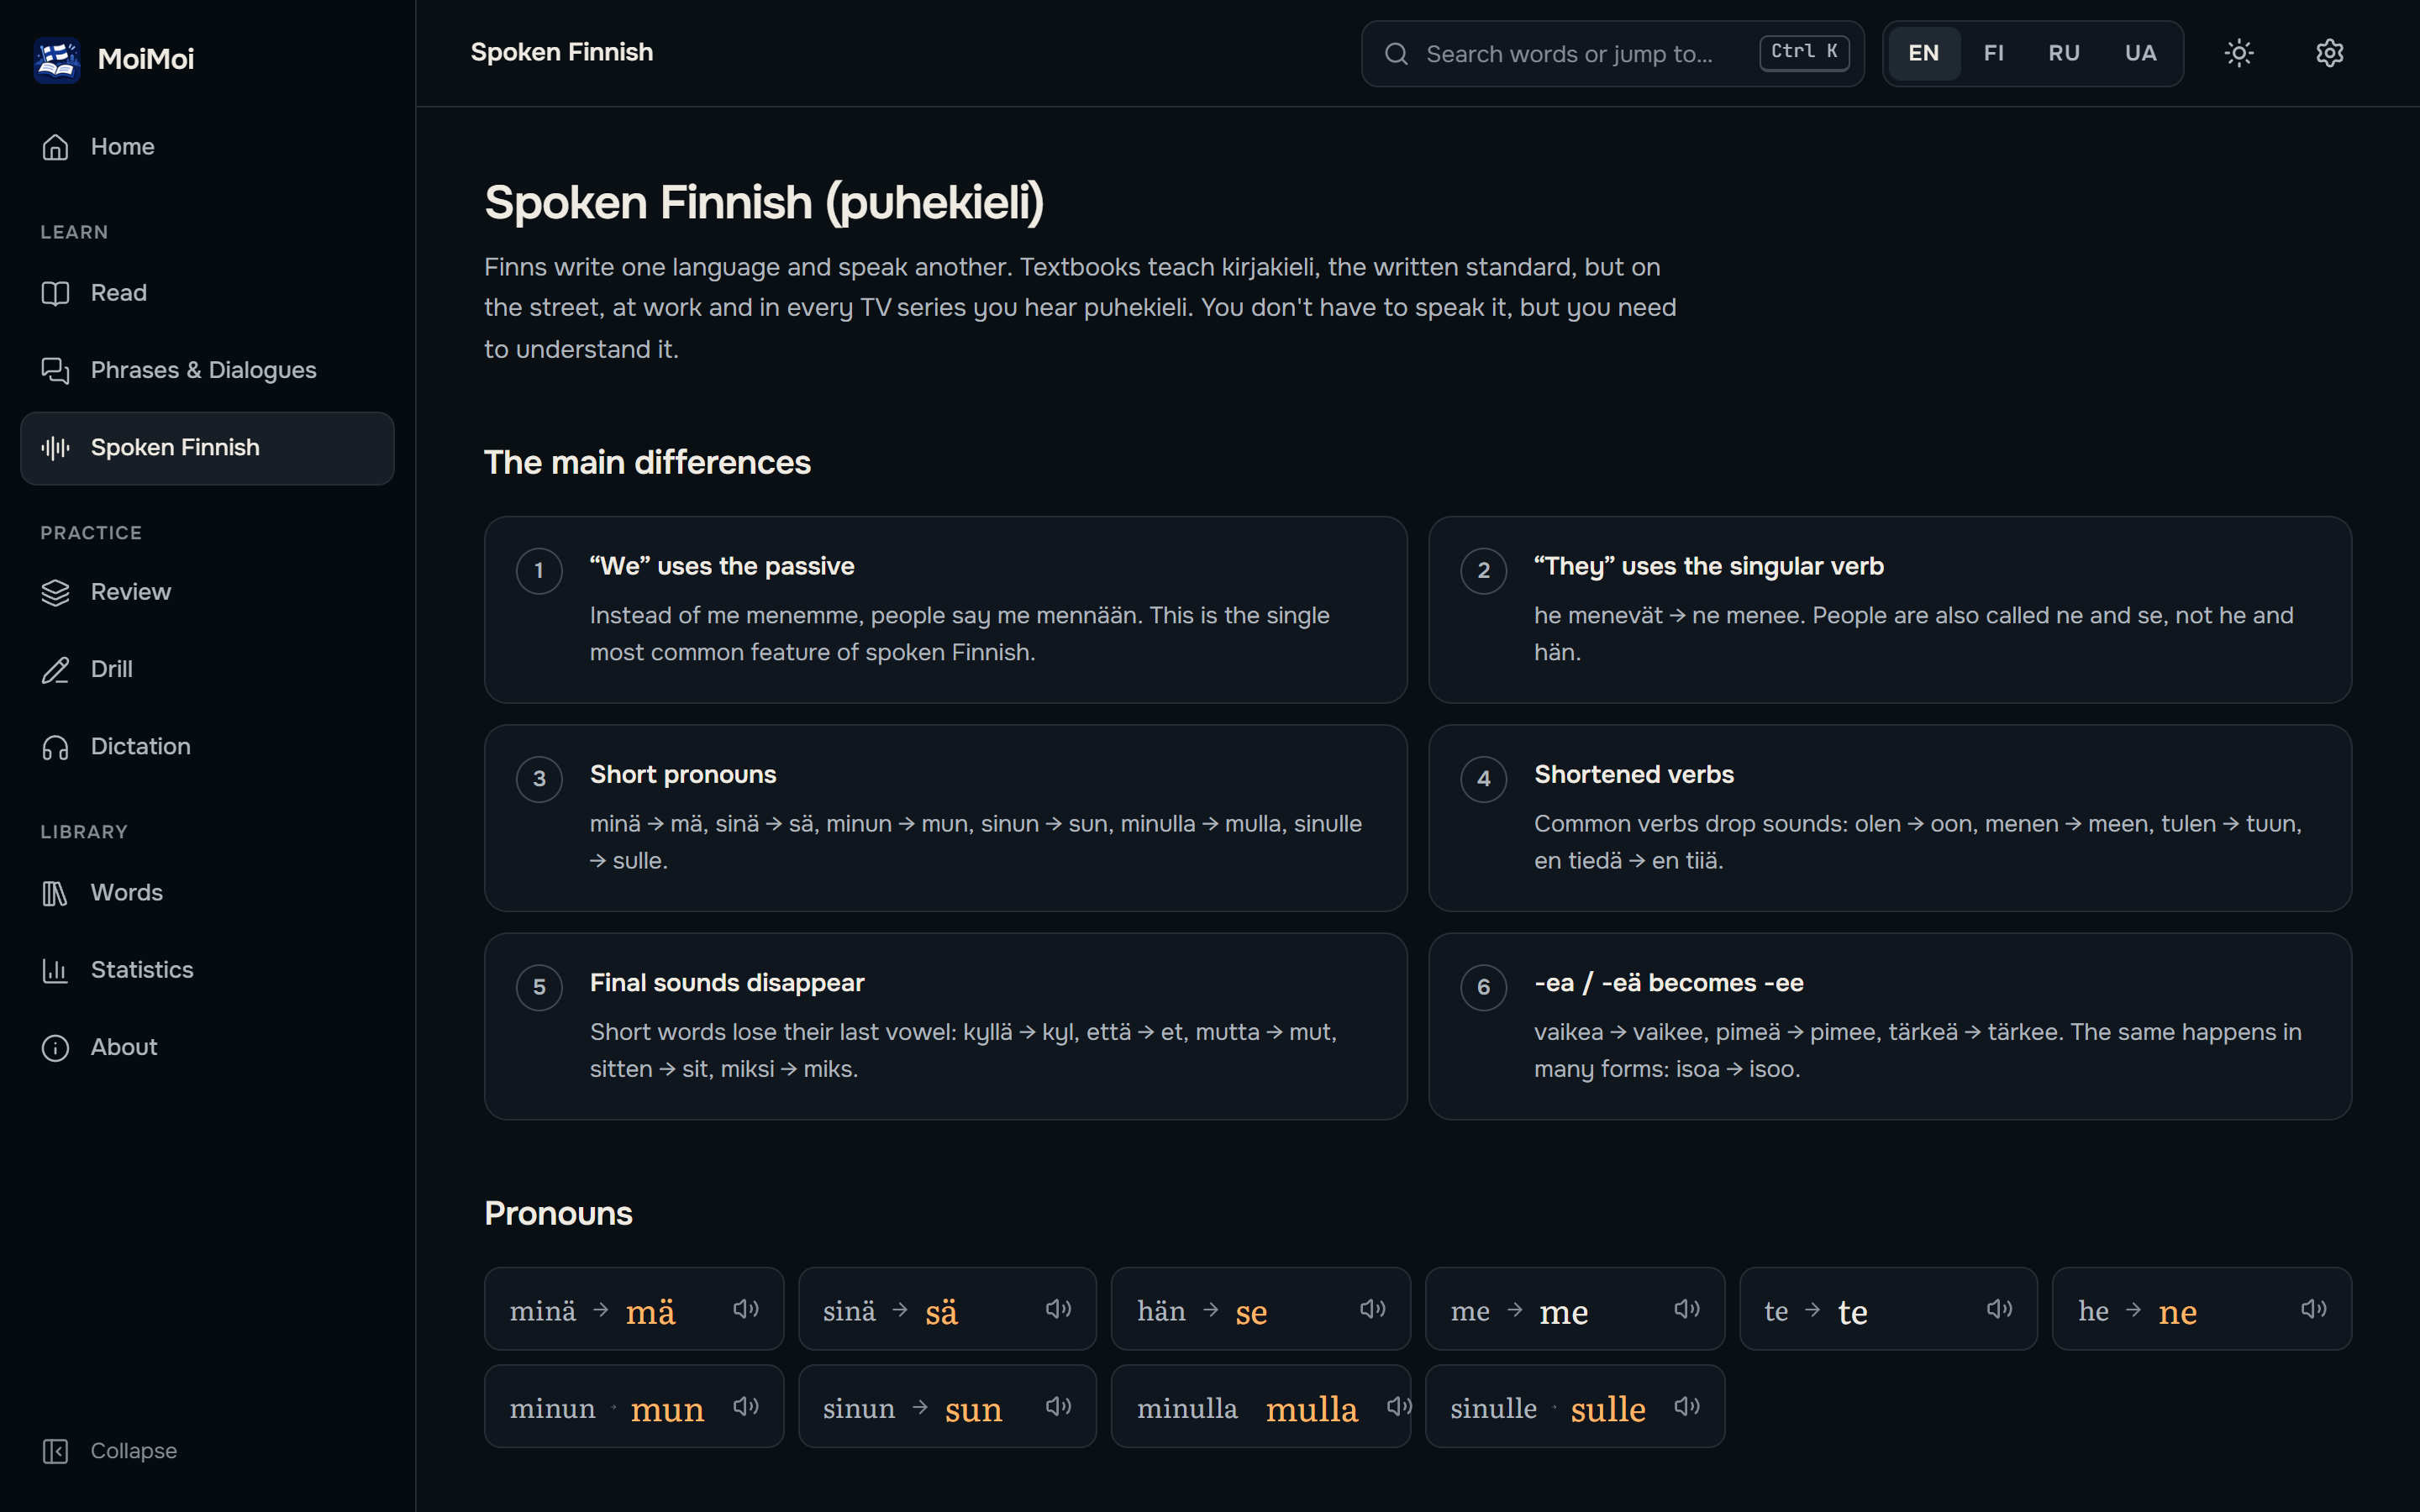 MoiMoi
Spoken Finnish
Search words or jump to...
Ctrl K
EN
FI
RU
UA
Home
LEARN
Read
Phrases & Dialogues
Spoken Finnish
PRACTICE
Review
Drill
Dictation
LIBRARY
Words
Statistics
About
Collapse
Spoken Finnish (puhekieli)
Finns write one language and speak another. Textbooks teach kirjakieli, the written standard, but on
the street, at work and in every TV series you hear puhekieli. You don't have to speak it, but you need
to understand it.
The main differences
1
“We” uses the passive
Instead of me menemme, people say me mennään. This is the single
most common feature of spoken Finnish.
2
“They” uses the singular verb
he menevät → ne menee. People are also called ne and se, not he and
hän.
3
Short pronouns
minä → mä, sinä → sä, minun → mun, sinun → sun, minulla → mulla, sinulle
→ sulle.
4
Shortened verbs
Common verbs drop sounds: olen → oon, menen → meen, tulen → tuun,
en tiedä → en tiiä.
5
Final sounds disappear
Short words lose their last vowel: kyllä → kyl, että → et, mutta → mut,
sitten → sit, miksi → miks.
6
-ea / -eä becomes -ee
vaikea → vaikee, pimeä → pimee, tärkeä → tärkee. The same happens in
many forms: isoa → isoo.
Pronouns
minä → mä
sinä → sä
hän → se
me → me
te → te
he → ne
minun → mun
sinun → sun
minulla mulla
sinulle → sulle